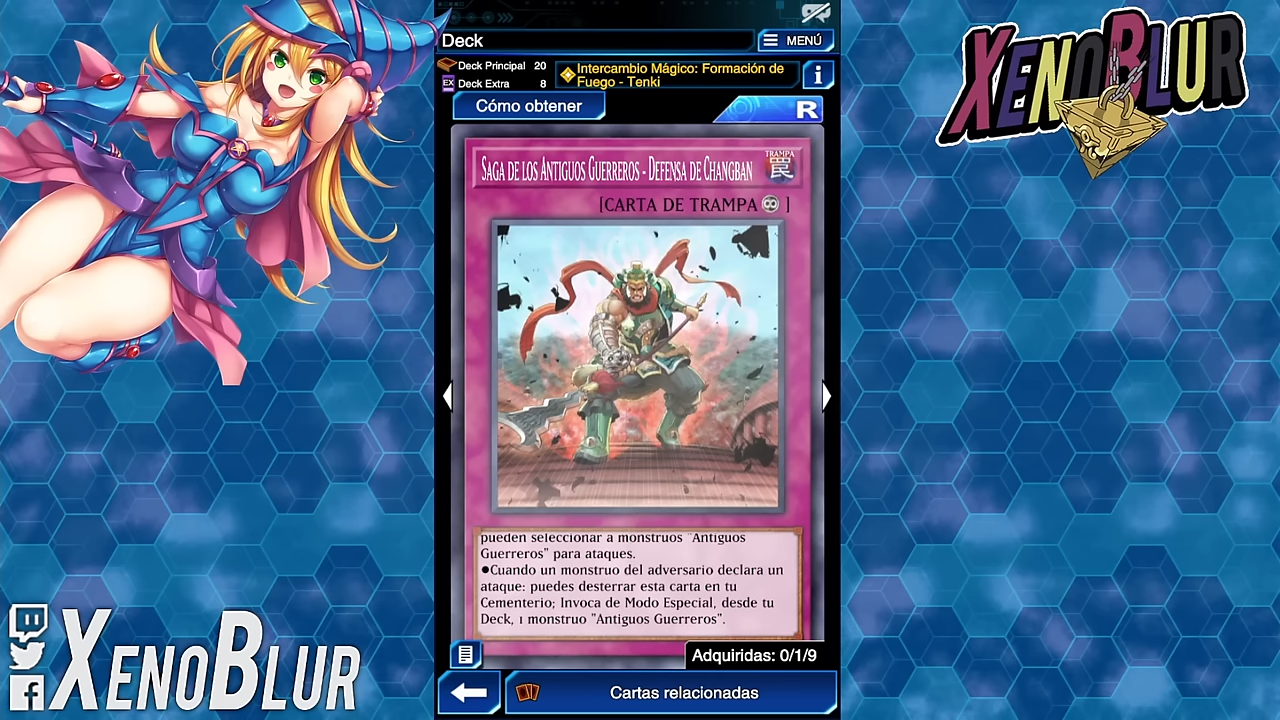 Deck
MENÚ
Deck Principal 20
EX Deck Extra 8
Intercambio Mágico: Formación de
Fuego - Tenki
i
Cómo obtener
R
SAGA DE LOS ANTIGUOS GUERREROS - DEFENSA DE CHANGBAN
TRAMPA
罠
[CARTA DE TRAMPA ]
pueden seleccionar a monstruos "Antiguos
Guerreros" para ataques.
●Cuando un monstruo del adversario declara un
ataque: puedes desterrar esta carta en tu
Cementerio; Invoca de Modo Especial, desde tu
Deck, 1 monstruo "Antiguos Guerreros".
Adquiridas: 0/1/9
Cartas relacionadas
XENOBLUR
XENOBLUR